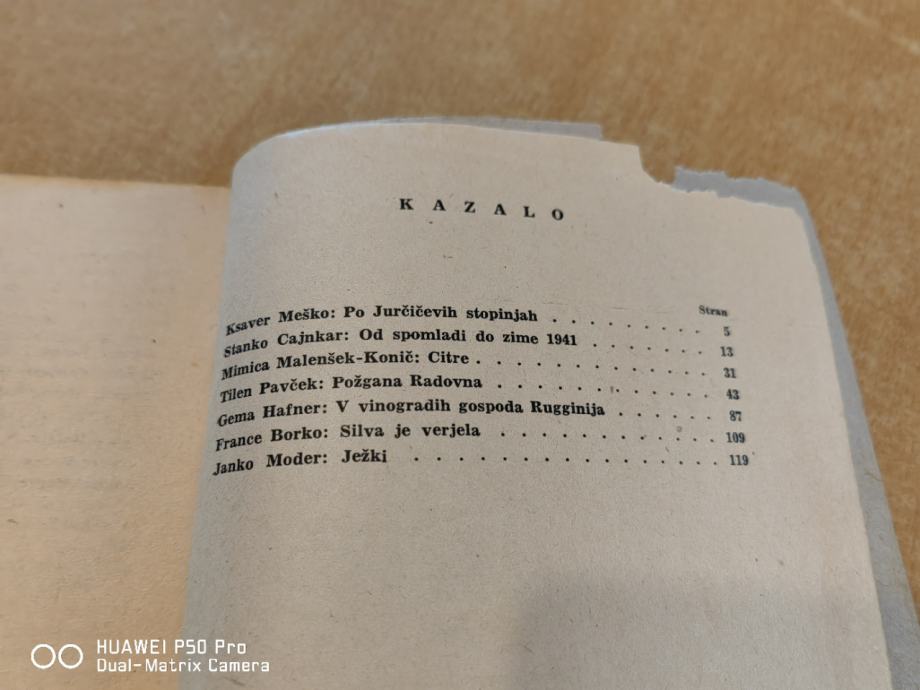 KAZALO
Stran
Ksaver Meško: Po Jurčičevih stopinjah . . . . . . . . . 5
Stanko Cajnkar: Od spomladi do zime 1941 . . . . . . . 13
Mimica Malenšek-Konič: Citre . . . . . . . . . . . . . 31
Tilen Pavček: Požgana Radovna . . . . . . . . . . . . 43
Gema Hafner: V vinogradih gospoda Rugginija . . . . . . 87
France Borko: Silva je verjela . . . . . . . . . . . . 109
Janko Moder: Ježki . . . . . . . . . . . . . . . 119
HUAWEI P50 Pro
Dual-Matrix Camera